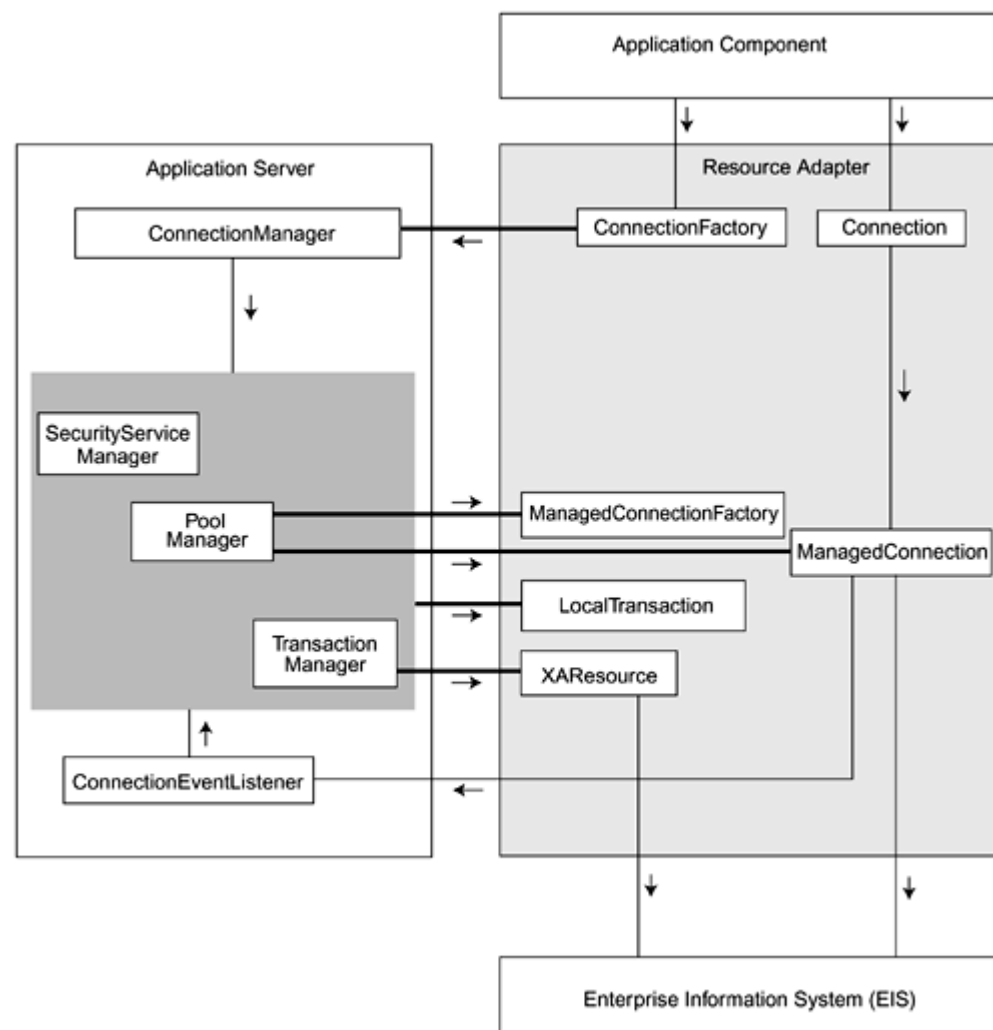 Application Component
Application Server
Resource Adapter
ConnectionManager
ConnectionFactory
Connection
SecurityService
Manager
Pool
Manager
ManagedConnectionFactory
ManagedConnection
LocalTransaction
Transaction
Manager
XAResource
ConnectionEventListener
Enterprise Information System (EIS)